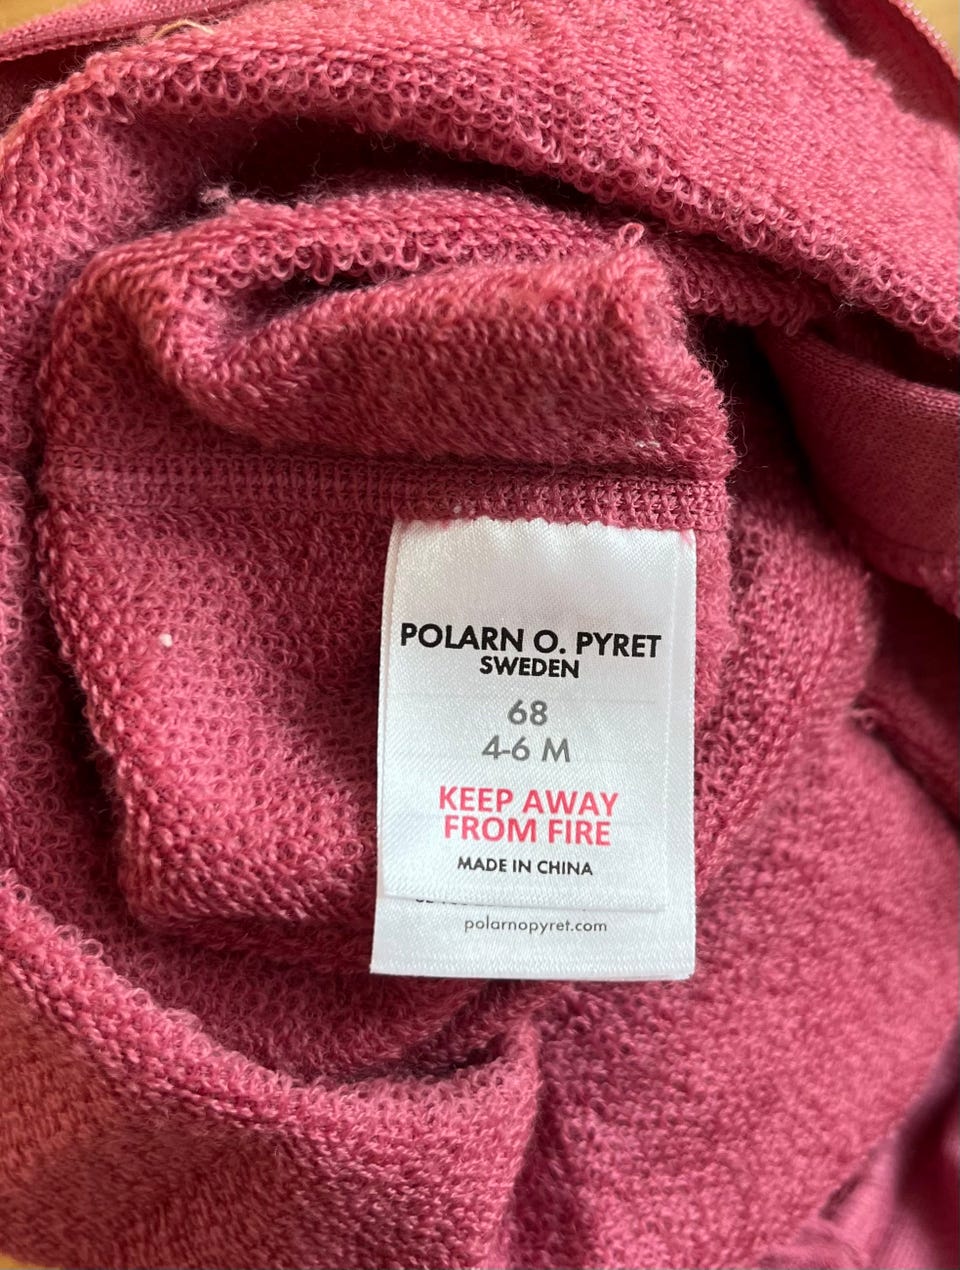 POLARN O. PYRET
SWEDEN
68
4-6 M
KEEP AWAY
FROM FIRE
MADE IN CHINA
polarnopyret.com